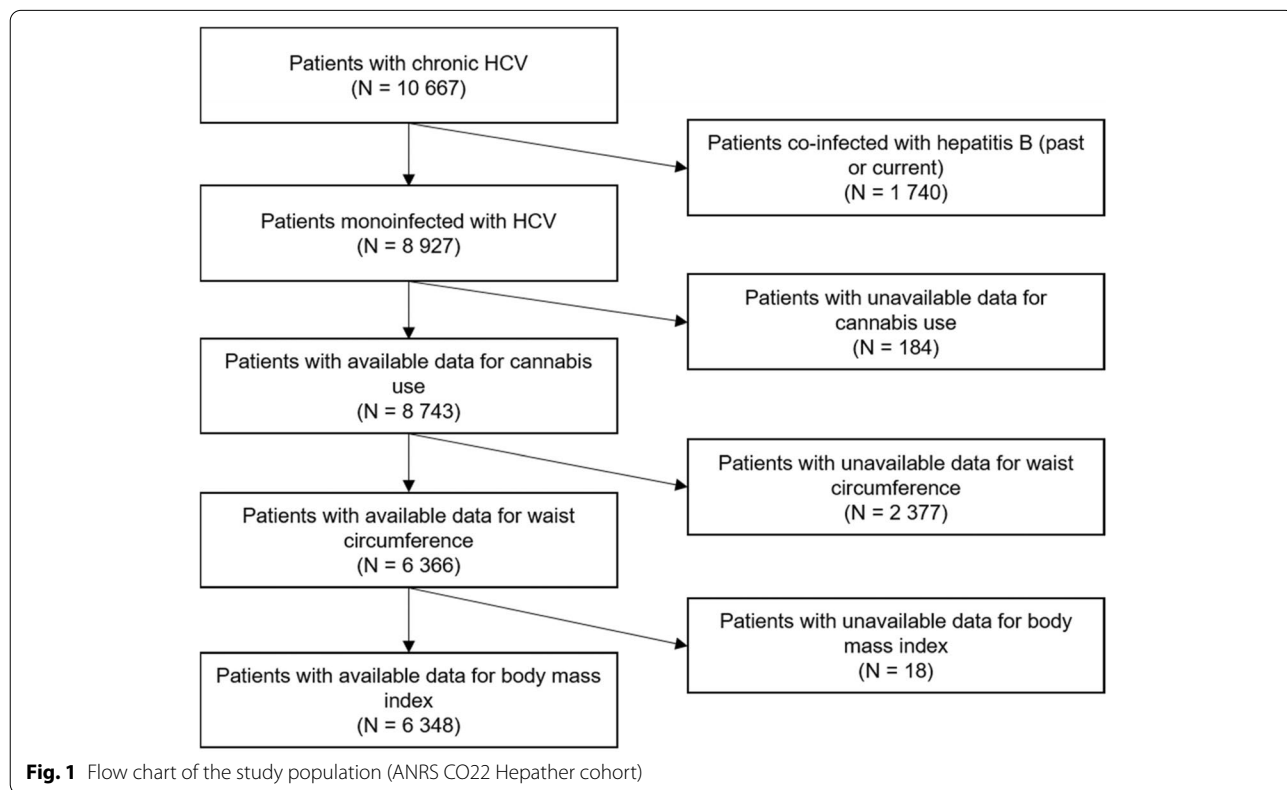 Patients with chronic HCV
(N = 10 667)
Patients co-infected with hepatitis B (past
or current)
(N = 1 740)
Patients monoinfected with HCV
(N = 8 927)
Patients with unavailable data for
cannabis use
(N = 184)
Patients with available data for cannabis
use
(N = 8 743)
Patients with unavailable data for waist
circumference
(N = 2 377)
Patients with available data for waist
circumference
(N = 6 366)
Patients with unavailable data for body
mass index
(N = 18)
Patients with available data for body mass
index
(N = 6 348)
Fig. 1 Flow chart of the study population (ANRS CO22 Hepather cohort)